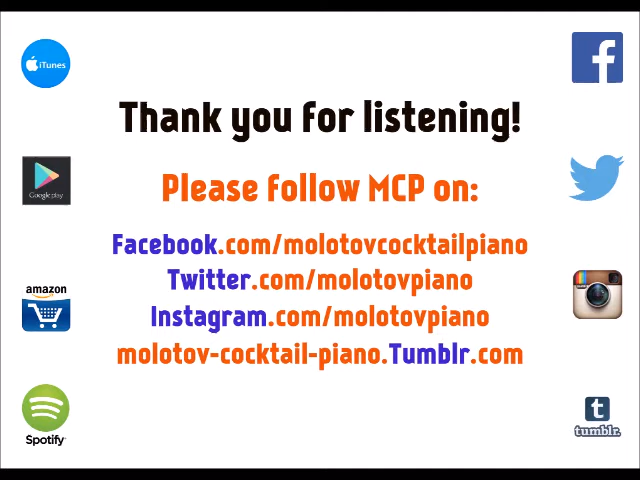 iTunes
Thank you for listening!
Google play
Please follow MCP on:
Facebook.com/molotovcocktailpiano
Twitter.com/molotovpiano
amazon
Instagram.com/molotovpiano
molotov-cocktail-piano.Tumblr.com
Spotify
tumblr.